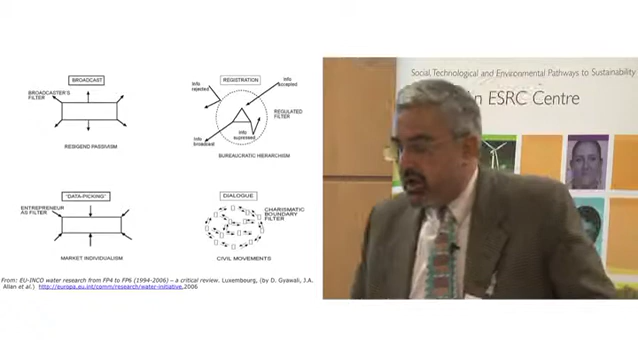 BROADCAST
BROADCASTER'S
FILTER
RESIGEND PASSIVISM
REGISTRATION
Info
rejected
Info
accepted
REGULATED
FILTER
Info
supressed
Info
broadcast
BUREAUCRATIC HIERARCHISM
"DATA-PICKING"
ENTREPRENEUR
AS FILTER
MARKET INDIVIDUALISM
DIALOGUE
CHARISMATIC
BOUNDARY
FILTER
CIVIL MOVEMENTS
From: EU-INCO water research from FP4 to FP6 (1994-2006) – a critical review. Luxembourg, (by D. Gyawali, J.A.
Allan et al.) http://europa.eu.int/comm/research/water-initiative,2006
Social, Technological and Environmental Pathways to Sustainability
An ESRC Centre